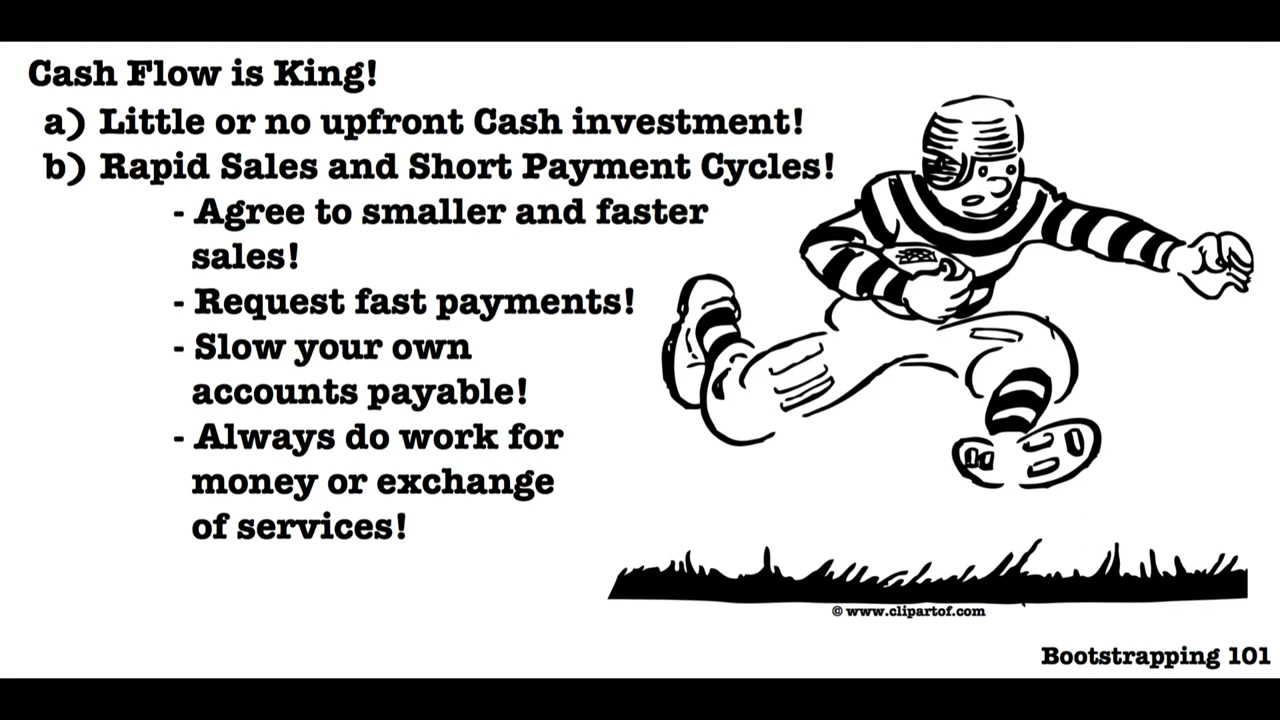 Cash Flow is King!
a) Little or no upfront Cash investment!
b) Rapid Sales and Short Payment Cycles!
- Agree to smaller and faster
sales!
- Request fast payments!
- Slow your own
accounts payable!
- Always do work for
money or exchange
of services!
© www.clipartof.com
Bootstrapping 101